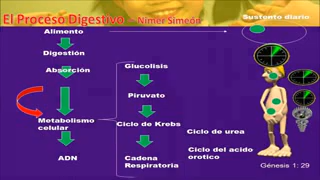 El Proceso Digestivo – Nimer Simeón
Sustento diario
Alimento
Digestión
Absorción
Metabolismo
celular
ADN
Glucolisis
Piruvato
Ciclo de Krebs
Cadena
Respiratoria
Ciclo de urea
Ciclo del acido
orotico
Génesis 1: 29